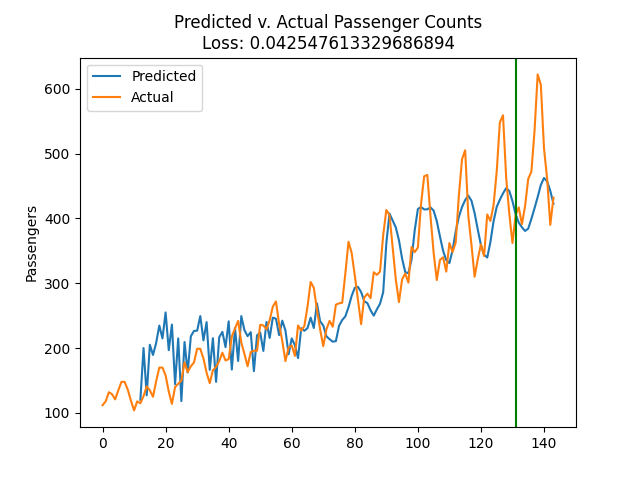 Predicted v. Actual Passenger Counts
Loss: 0.042547613329686894
Predicted
Actual
Passengers
600
500
400
300
200
100
0
20
40
60
80
100
120
140